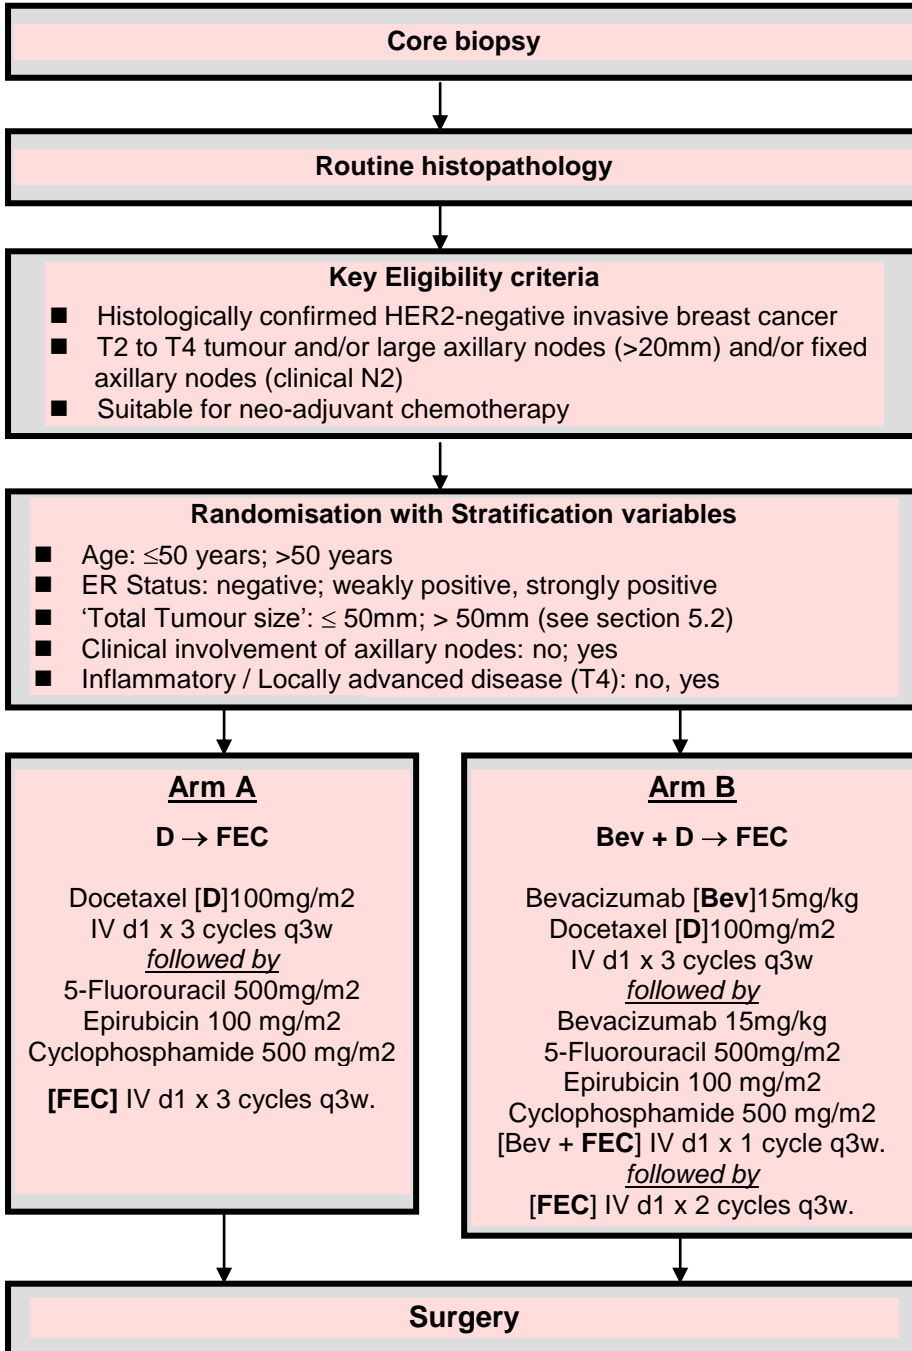 Core biopsy
Routine histopathology
Key Eligibility criteria
■ Histologically confirmed HER2-negative invasive breast cancer
■ T2 to T4 tumour and/or large axillary nodes (>20mm) and/or fixed
axillary nodes (clinical N2)
■ Suitable for neo-adjuvant chemotherapy
Randomisation with Stratification variables
■ Age: ≤50 years; >50 years
■ ER Status: negative; weakly positive, strongly positive
■ ‘Total Tumour size’: ≤ 50mm; > 50mm (see section 5.2)
■ Clinical involvement of axillary nodes: no; yes
■ Inflammatory / Locally advanced disease (T4): no, yes
Arm A
D → FEC
Docetaxel [D]100mg/m2
IV d1 x 3 cycles q3w
followed by
5-Fluorouracil 500mg/m2
Epirubicin 100 mg/m2
Cyclophosphamide 500 mg/m2
[FEC] IV d1 x 3 cycles q3w.
Arm B
Bev + D → FEC
Bevacizumab [Bev]15mg/kg
Docetaxel [D]100mg/m2
IV d1 x 3 cycles q3w
followed by
Bevacizumab 15mg/kg
5-Fluorouracil 500mg/m2
Epirubicin 100 mg/m2
Cyclophosphamide 500 mg/m2
[Bev + FEC] IV d1 x 1 cycle q3w.
followed by
[FEC] IV d1 x 2 cycles q3w.
Surgery